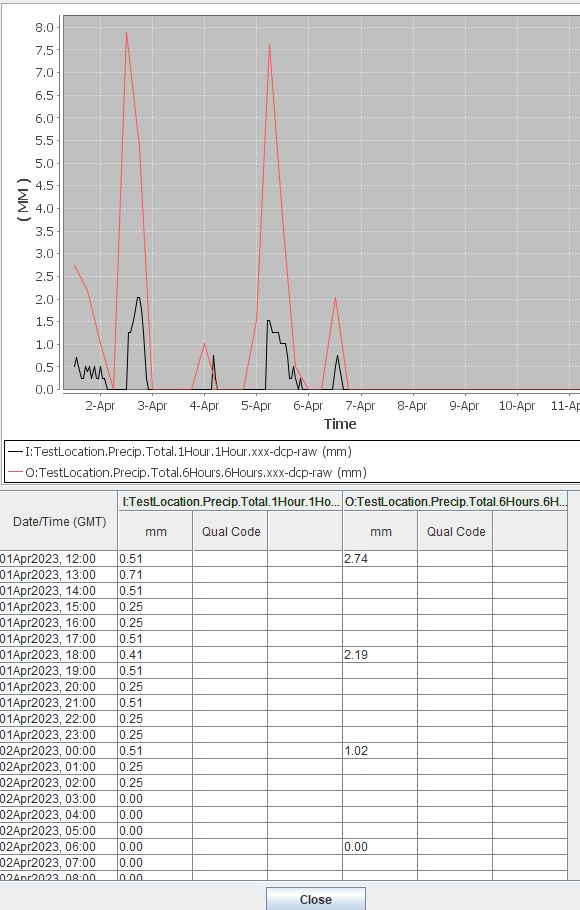 8.0
7.5
7.0
6.5
6.0
5.5
5.0
4.5
4.0
3.5
3.0
2.5
2.0
1.5
1.0
0.5
0.0
( MM )
2-Apr 3-Apr 4-Apr 5-Apr 6-Apr 7-Apr 8-Apr 9-Apr 10-Apr 11-Ap
Time
I:TestLocation.Precip.Total.1Hour.1Hour.xxx-dcp-raw (mm)
O:TestLocation.Precip.Total.6Hours.6Hours.xxx-dcp-raw (mm)
Date/Time (GMT) I:TestLocation.Precip.Total.1Hour.1Ho... O:TestLocation.Precip.Total.6Hours.6H...
mm Qual Code mm Qual Code
01Apr2023, 12:00 0.51 2.74
01Apr2023, 13:00 0.71
01Apr2023, 14:00 0.51
01Apr2023, 15:00 0.25
01Apr2023, 16:00 0.25
01Apr2023, 17:00 0.51
01Apr2023, 18:00 0.41 2.19
01Apr2023, 19:00 0.51
01Apr2023, 20:00 0.25
01Apr2023, 21:00 0.51
01Apr2023, 22:00 0.25
01Apr2023, 23:00 0.25
02Apr2023, 00:00 0.51 1.02
02Apr2023, 01:00 0.25
02Apr2023, 02:00 0.25
02Apr2023, 03:00 0.00
02Apr2023, 04:00 0.00
02Apr2023, 05:00 0.00
02Apr2023, 06:00 0.00 0.00
02Apr2023, 07:00 0.00
02Apr2023, 08:00 0.00
Close